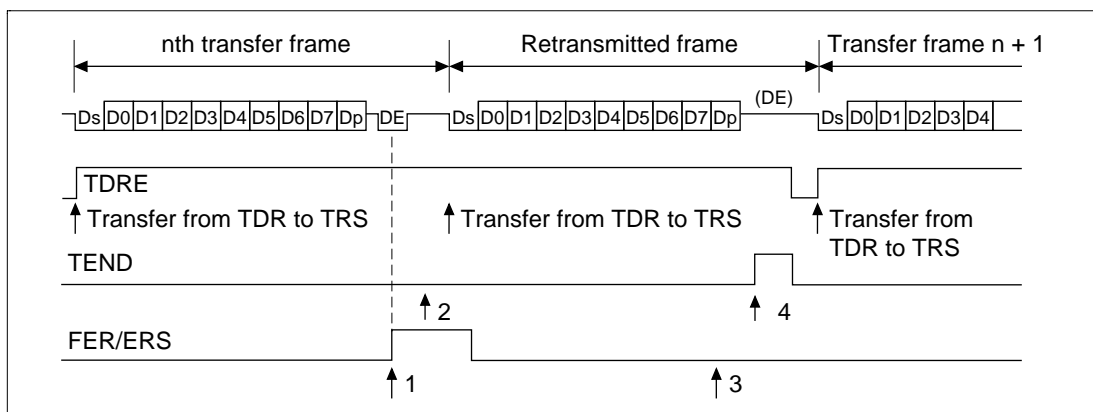 nth transfer frame Retransmitted frame Transfer frame n + 1
(DE)
Ds D0 D1 D2 D3 D4 D5 D6 D7 Dp DE Ds D0 D1 D2 D3 D4 D5 D6 D7 Dp Ds D0 D1 D2 D3 D4
TDRE
Transfer from TDR to TRS Transfer from TDR to TRS Transfer from
TDR to TRS
TEND
2 4
FER/ERS
1 3